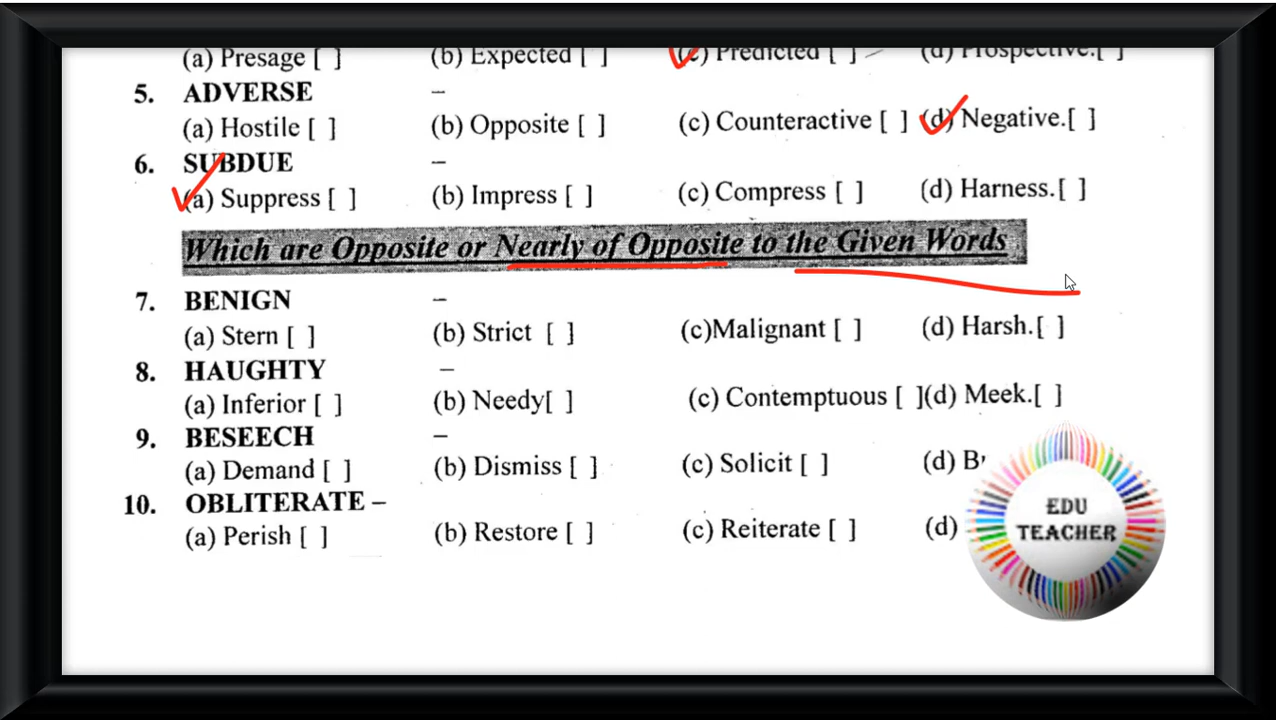 (a) Presage [ ] (b) Expected [ ] (c) Predicted [ ] (d) Prospective.[ ]
5. ADVERSE –
(a) Hostile [ ] (b) Opposite [ ] (c) Counteractive [ ] (d) Negative.[ ]
6. SUBDUE –
(a) Suppress [ ] (b) Impress [ ] (c) Compress [ ] (d) Harness.[ ]
Which are Opposite or Nearly of Opposite to the Given Words
7. BENIGN –
(a) Stern [ ] (b) Strict [ ] (c)Malignant [ ] (d) Harsh.[ ]
8. HAUGHTY –
(a) Inferior [ ] (b) Needy[ ] (c) Contemptuous [ ](d) Meek.[ ]
9. BESEECH –
(a) Demand [ ] (b) Dismiss [ ] (c) Solicit [ ] (d)
10. OBLITERATE –
(a) Perish [ ] (b) Restore [ ] (c) Reiterate [ ] (d)
EDU
TEACHER